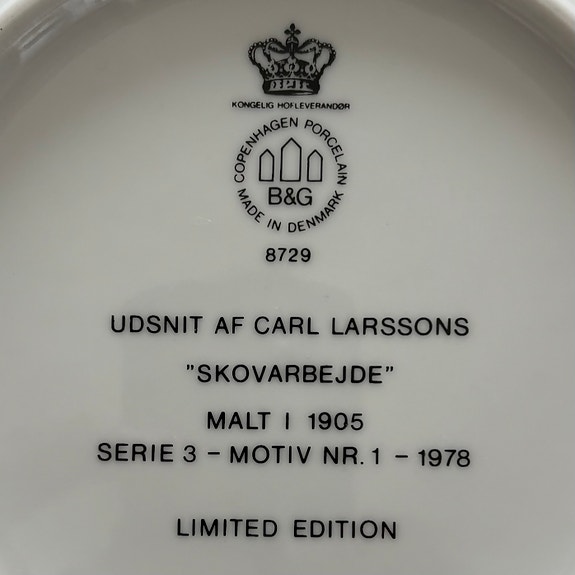 KONGELIG HOFLEVERANDØR
COPENHAGEN PORCELAIN
B&G
MADE IN DENMARK
8729
UDSNIT AF CARL LARSSONS
"SKOVARBEJDE"
MALT I 1905
SERIE 3 - MOTIV NR. 1 - 1978
LIMITED EDITION